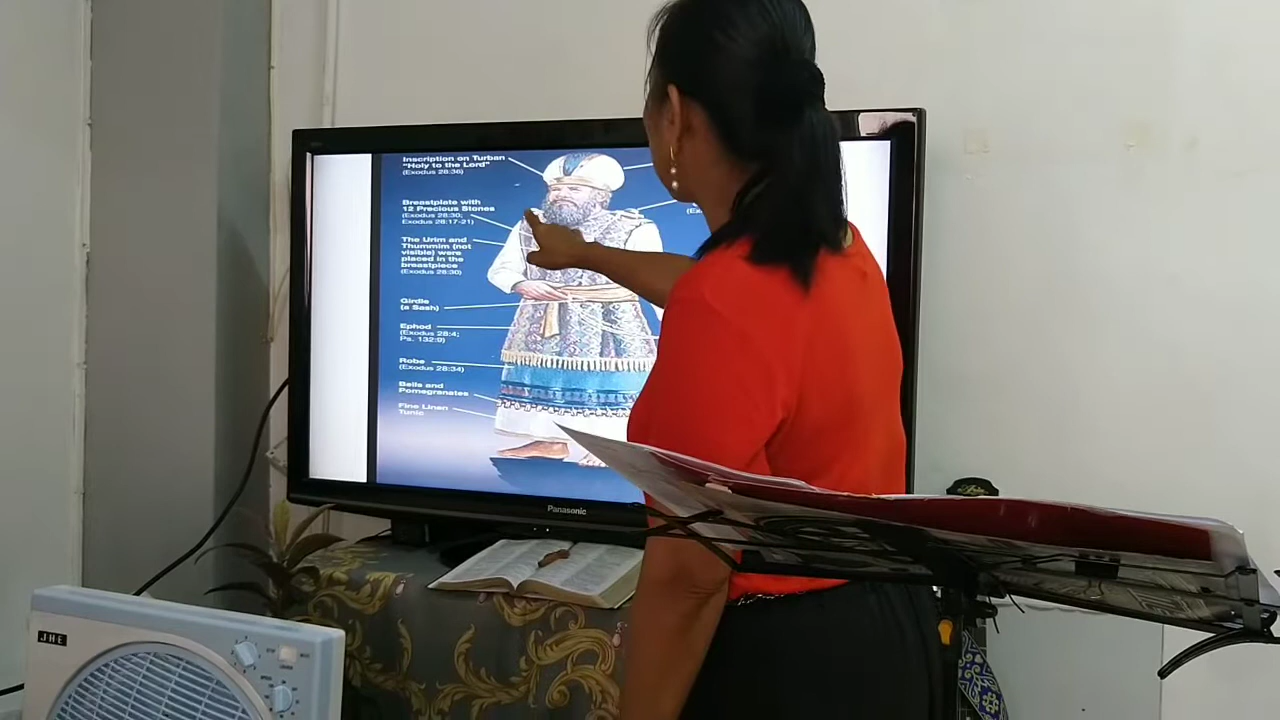 Inscription on Turban
"Holy to the Lord"
(Exodus 28:36)
Breastplate with
12 Precious Stones
(Exodus 28:30;
Exodus 28:17-21)
The Urim and
Thummim (not
visible) were
placed in the
breastpiece
(Exodus 28:30)
Girdle
(a Sash)
Ephod
(Exodus 28:4;
Ps. 132:9)
Robe
(Exodus 28:34)
Bells and
Pomegranates
Fine Linen
Tunic
Panasonic
JHE